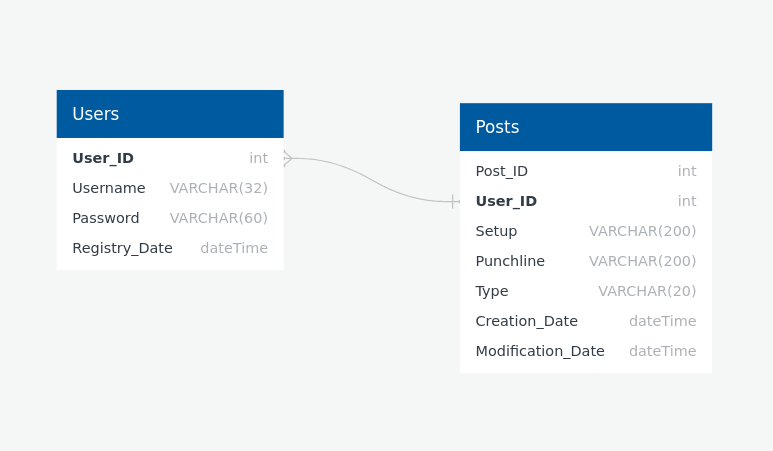 Users
User_ID int
Username VARCHAR(32)
Password VARCHAR(60)
Registry_Date dateTime
Posts
Post_ID int
User_ID int
Setup VARCHAR(200)
Punchline VARCHAR(200)
Type VARCHAR(20)
Creation_Date dateTime
Modification_Date dateTime